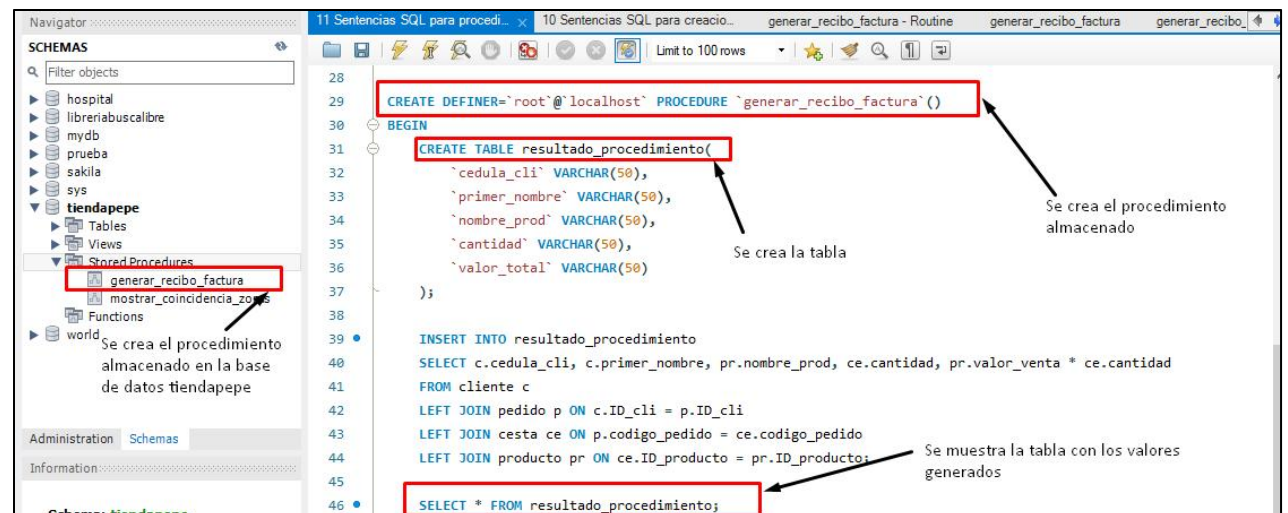 Navigator
11 Sentencias SQL para procedi...
10 Sentencias SQL para creacio...
generar_recibo_factura - Routine
generar_recibo_factura
generar_recibo_
SCHEMAS
Filter objects
hospital
libreriabuscalibre
mydb
prueba
sakila
sys
tiendapepe
Tables
Views
Stored Procedures
generar_recibo_factura
mostrar_coincidencia_zonas
Functions
world
Se crea el procedimiento
almacenado en la base
de datos tiendapepe
Administration Schemas
Information
Schema: tiendapepe
Limit to 100 rows
28
29 CREATE DEFINER=`root`@`localhost` PROCEDURE `generar_recibo_factura`()
30 BEGIN
31 CREATE TABLE resultado_procedimiento(
32 `cedula_cli` VARCHAR(50),
33 `primer_nombre` VARCHAR(50),
34 `nombre_prod` VARCHAR(50),
35 `cantidad` VARCHAR(50),
36 `valor_total` VARCHAR(50)
37 );
38
39 INSERT INTO resultado_procedimiento
40 SELECT c.cedula_cli, c.primer_nombre, pr.nombre_prod, ce.cantidad, pr.valor_venta * ce.cantidad
41 FROM cliente c
42 LEFT JOIN pedido p ON c.ID_cli = p.ID_cli
43 LEFT JOIN cesta ce ON p.codigo_pedido = ce.codigo_pedido
44 LEFT JOIN producto pr ON ce.ID_producto = pr.ID_producto;
45
46 SELECT * FROM resultado_procedimiento;
Se crea el procedimiento
almacenado
Se crea la tabla
Se muestra la tabla con los valores
generados